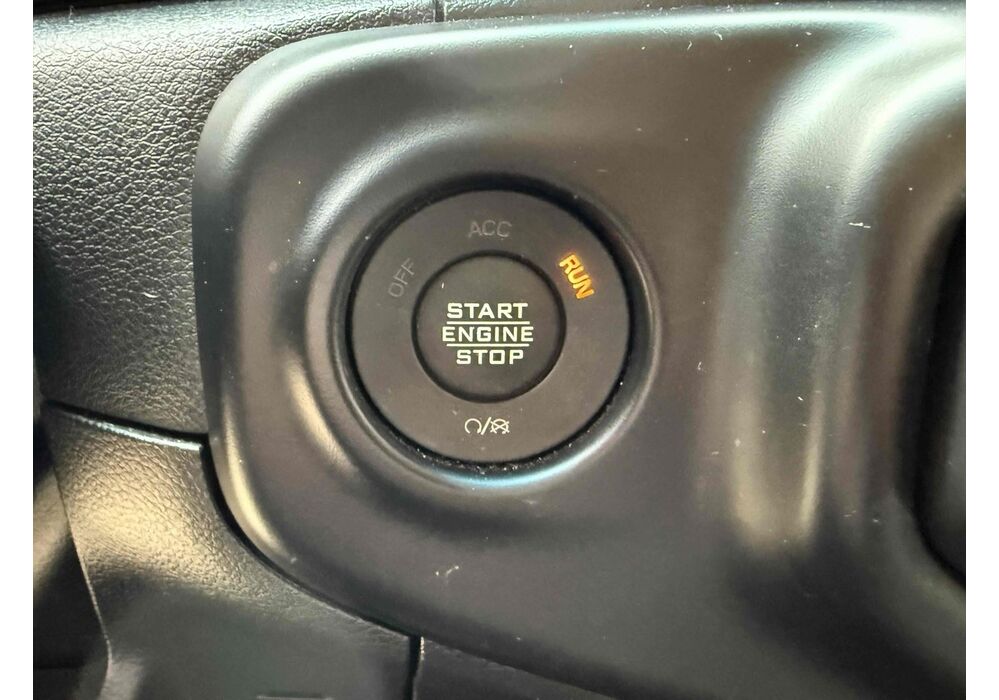 ACC
OFF
RUN
START
ENGINE
STOP